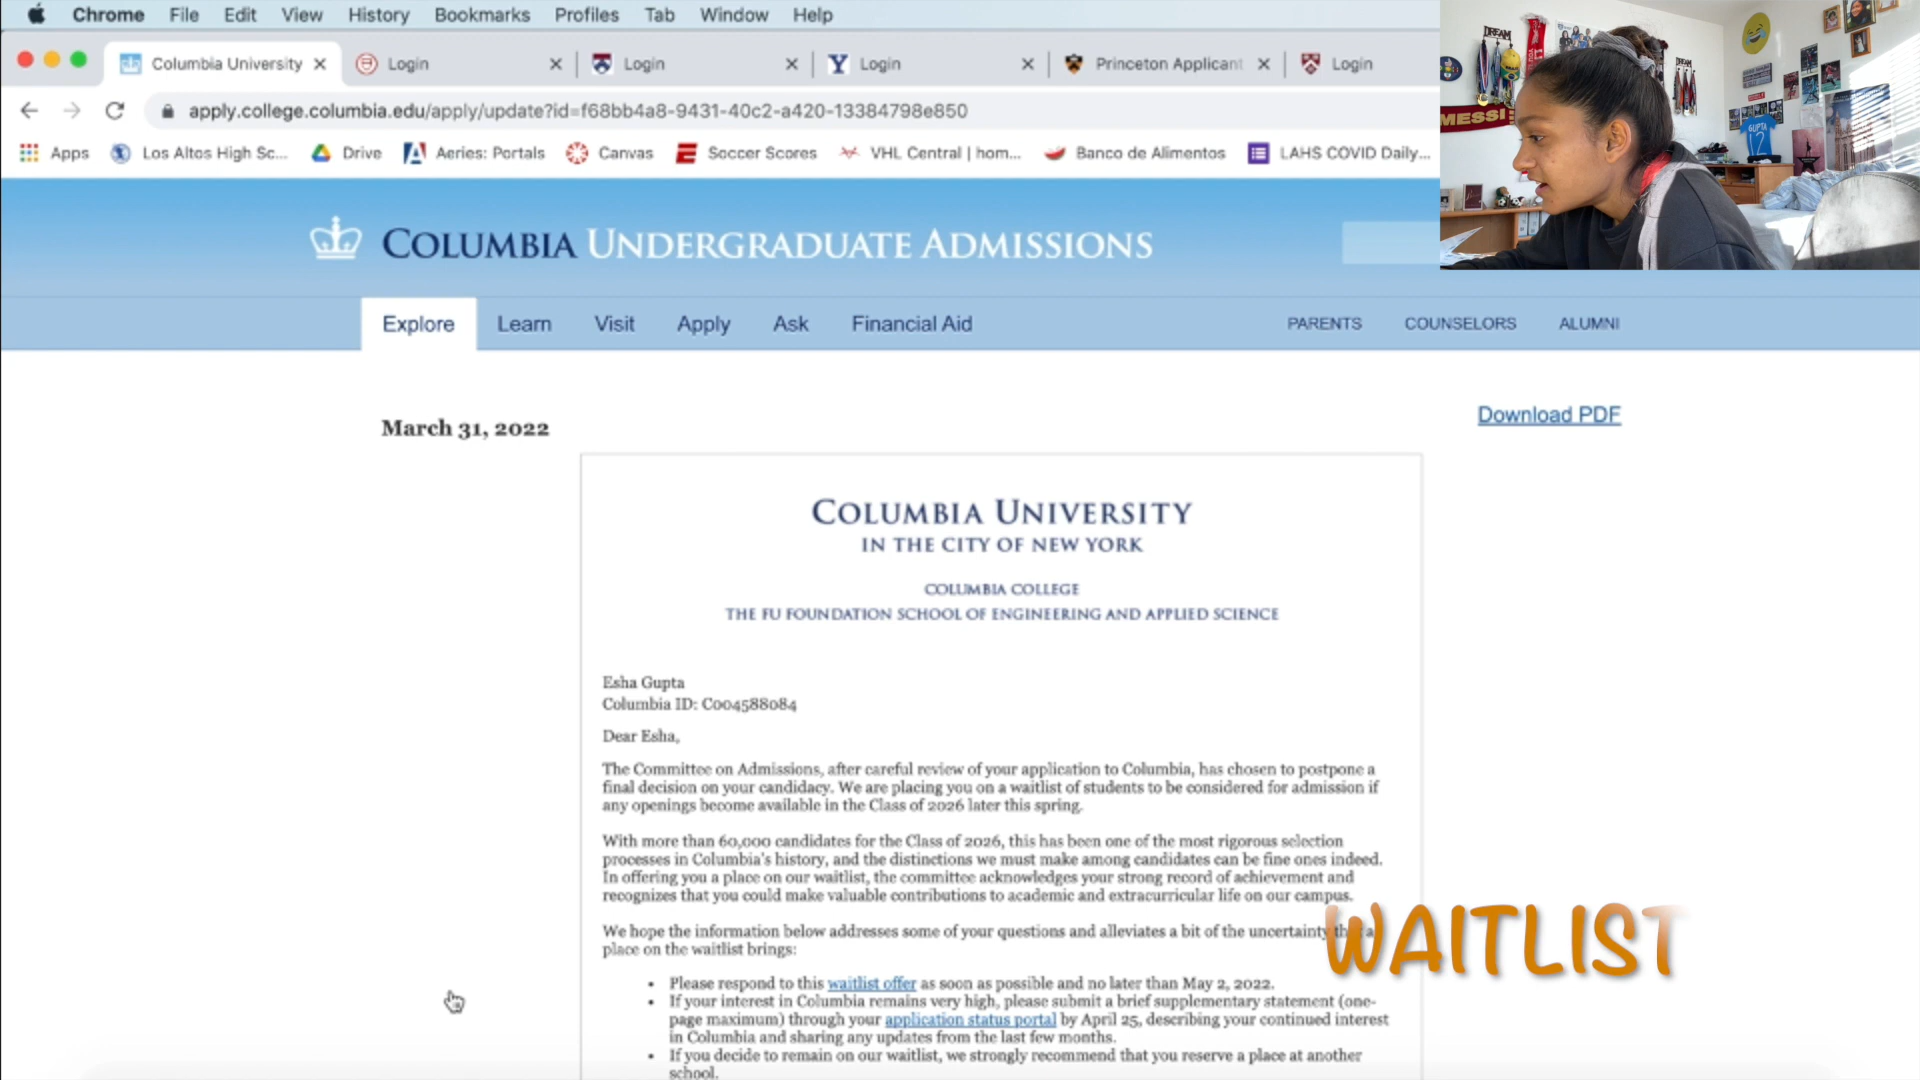 Chrome File Edit View History Bookmarks Profiles Tab Window Help
Columbia University Login Login Login Princeton Applicant Login
apply.college.columbia.edu/apply/update?id=f68bb4a8-9431-40c2-a420-13384798e850
Apps Los Altos High Sc... Drive Aeries: Portals Canvas Soccer Scores VHL Central | hom... Banco de Alimentos LAHS COVID Daily...
DREAM
MESSI
GUPTA
12
COLUMBIA UNDERGRADUATE ADMISSIONS
Explore Learn Visit Apply Ask Financial Aid PARENTS COUNSELORS ALUMNI
March 31, 2022
Download PDF
COLUMBIA UNIVERSITY
IN THE CITY OF NEW YORK
COLUMBIA COLLEGE
THE FU FOUNDATION SCHOOL OF ENGINEERING AND APPLIED SCIENCE
Esha Gupta
Columbia ID: C004588084
Dear Esha,
The Committee on Admissions, after careful review of your application to Columbia, has chosen to postpone a
final decision on your candidacy. We are placing you on a waitlist of students to be considered for admission if
any openings become available in the Class of 2026 later this spring.
With more than 60,000 candidates for the Class of 2026, this has been one of the most rigorous selection
processes in Columbia's history, and the distinctions we must make among candidates can be fine ones indeed.
In offering you a place on our waitlist, the committee acknowledges your strong record of achievement and
recognizes that you could make valuable contributions to academic and extracurricular life on our campus.
We hope the information below addresses some of your questions and alleviates a bit of the uncertainty
place on the waitlist brings:
WAITLIST
• Please respond to this waitlist offer as soon as possible and no later than May 2, 2022.
• If your interest in Columbia remains very high, please submit a brief supplementary statement (one-
page maximum) through your application status portal by April 25, describing your continued interest
in Columbia and sharing any updates from the last few months.
• If you decide to remain on our waitlist, we strongly recommend that you reserve a place at another
school.